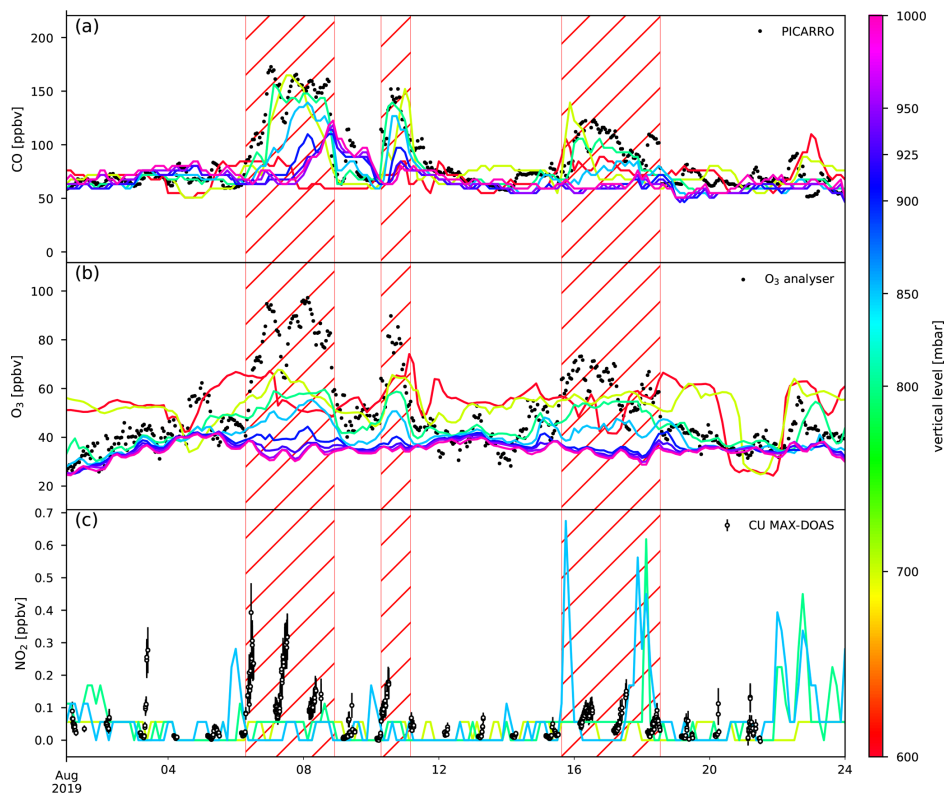 (a)
PICARRO
200
150
100
50
0
CO [ppbv]
(b)
O₃ analyser
100
80
60
40
20
O₃ [ppbv]
(c)
CU MAX-DOAS
0.7
0.6
0.5
0.4
0.3
0.2
0.1
0.0
NO₂ [ppbv]
04 08 12 16 20 24
Aug
2019
1000
950
925
900
850
800
700
600
vertical level [mbar]